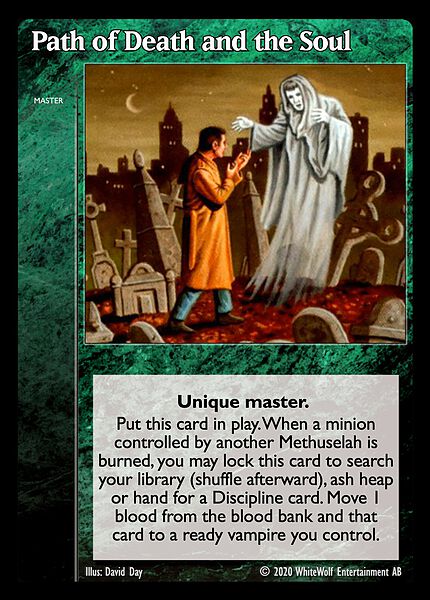 Path of Death and the Soul
MASTER
Unique master.
Put this card in play. When a minion
controlled by another Methuselah is
burned, you may lock this card to search
your library (shuffle afterward), ash heap
or hand for a Discipline card. Move 1
blood from the blood bank and that
card to a ready vampire you control.
Illus: David Day
© 2020 WhiteWolf Entertainment AB